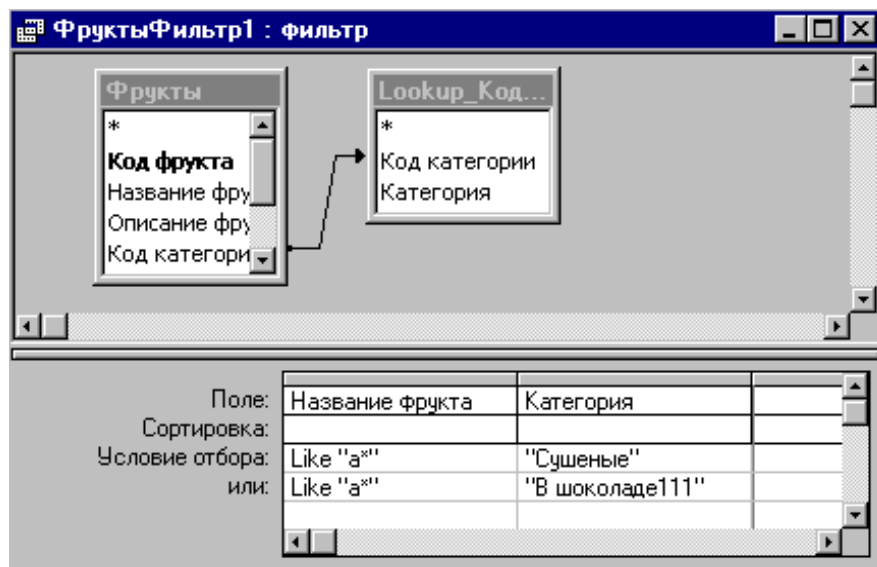 ФруктыФильтр1 : фильтр
Фрукты
*
Код фрукта
Название фру
Описание фру
Код категори
Lookup_Код...
*
Код категории
Категория
Поле: Название фрукта Категория
Сортировка:
Условие отбора: Like "а*" "Сушеные"
или: Like "а*" "В шоколаде111"